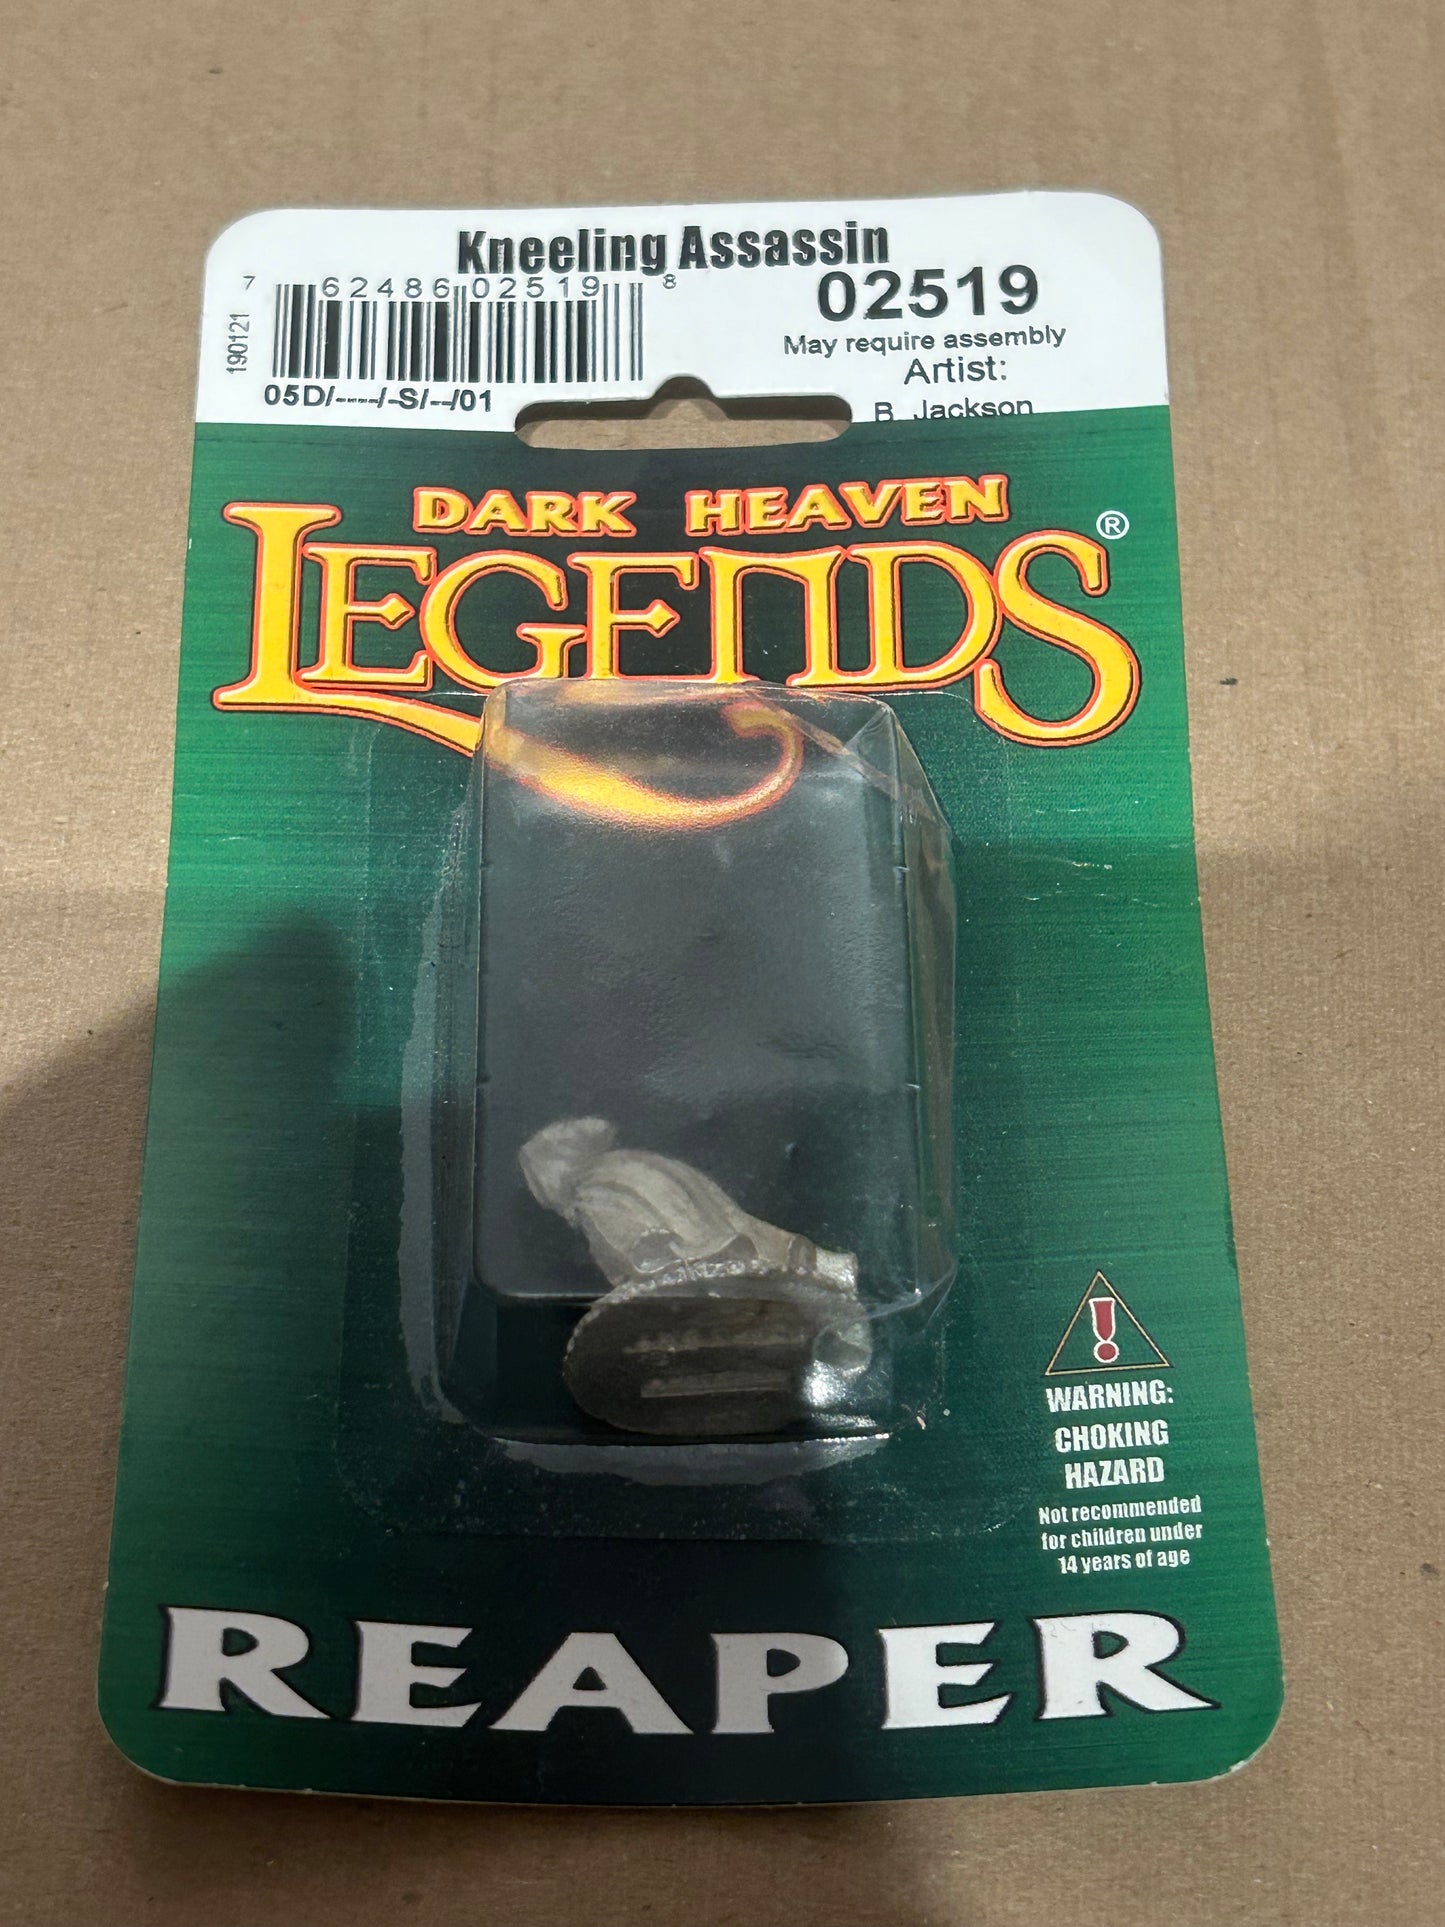 Kneeling Assassin
7 62486 02519 8
02519
190121
May require assembly
Artist:
05D/----/-S/--/01
B. Jackson
DARK HEAVEN
LEGENDS®
WARNING:
CHOKING
HAZARD
Not recommended
for children under
14 years of age
REAPER